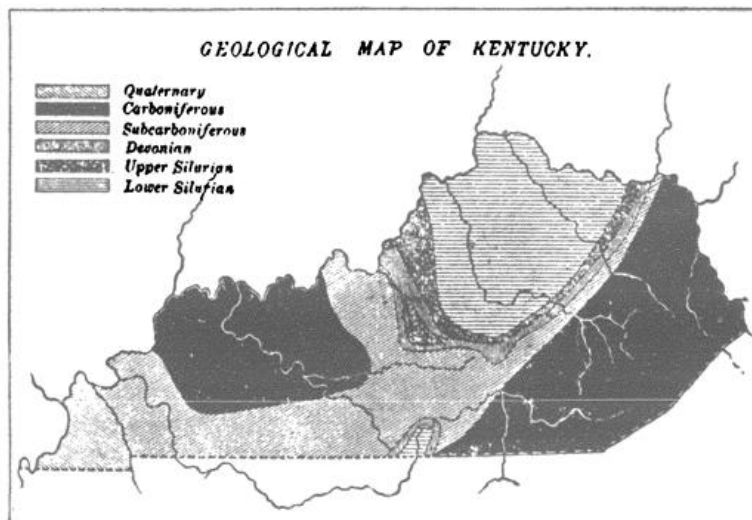 GEOLOGICAL MAP OF KENTUCKY.
Quaternary
Carboniferous
Subcarboniferous
Devonian
Upper Silurian
Lower Silurian